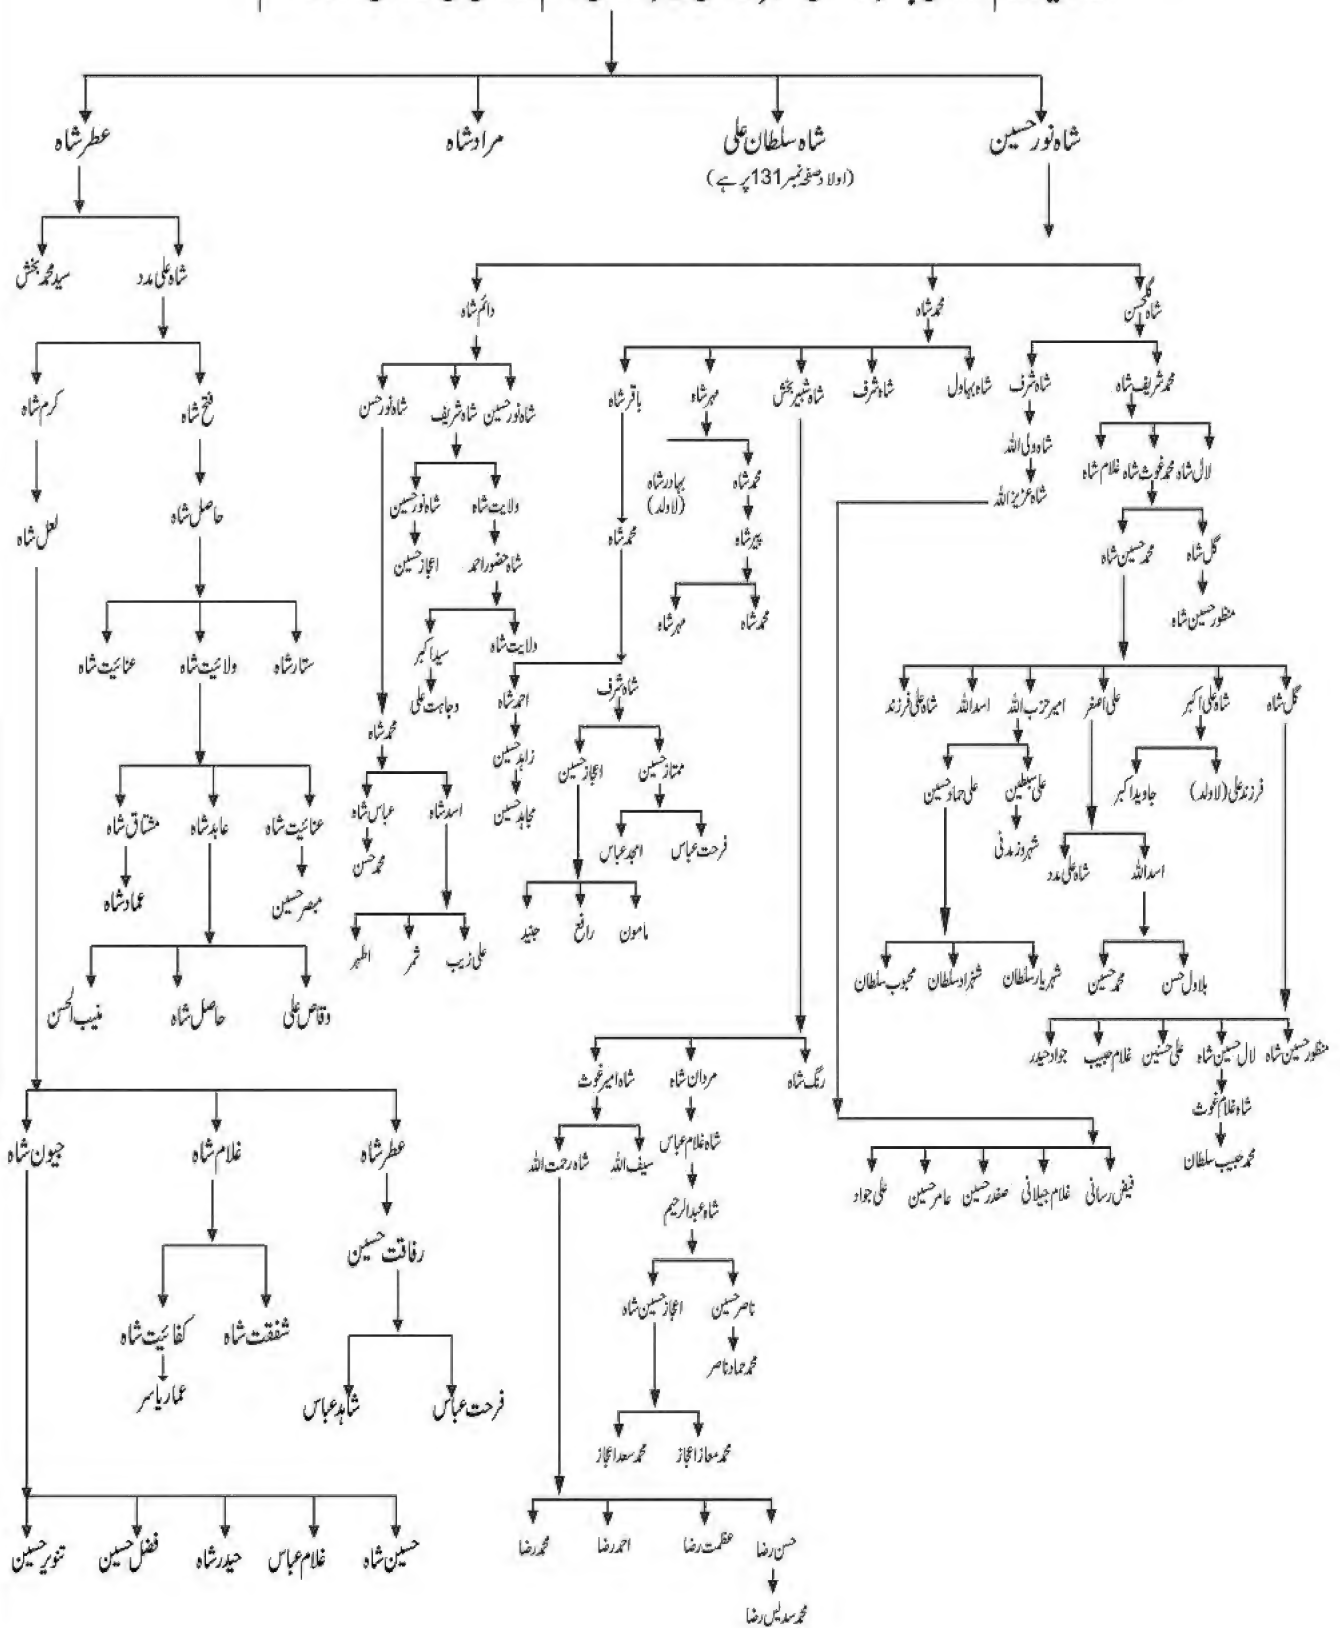 شاہ نور حسین شاہ سلطان علی مراد شاہ عطر شاہ
(اولاد صفحہ نمبر 131 پر ہے)
شاہ علی مدد سید محمد بخش
شاہ گلحسن محمد شاہ دائم شاہ
محمد شریف شاہ شاہ شرف شاہ بہاول شاہ شرف شاہ شبیر بخش مہر شاہ باقر شاہ شاہ نور حسین شاہ شریف شاہ نور حسن فتح شاہ کرم شاہ
شاہ ولی اللہ
لال شاہ محمد غوث شاہ غلام شاہ محمد شاہ بہادر شاہ
(لاولد)
شاہ عزیز اللہ ولایت شاہ شاہ نور حسین حاصل شاہ لعل شاہ
گل شاہ محمد حسین شاہ پیر شاہ محمد شاہ شاہ حضور احمد اعجاز حسین
منظور حسین شاہ محمد شاہ مہر شاہ
ولایت شاہ سید اکبر ستار شاہ ولائیت شاہ عنائیت شاہ
گل شاہ شاہ علی اکبر علی اصغر امیر حزب اللہ اسد اللہ شاہ علی فرزند شاہ شرف احمد شاہ وجاہت علی
محمد شاہ
ممتاز حسین اعجاز حسین زاہد حسین
فرزند علی (لاولد) جاوید اکبر علی سبطین علی حماد حسین مجاہد حسین اسد شاہ عباس شاہ عنائیت شاہ عابد شاہ مشتاق شاہ
شہروز مدنی فرحت عباس امجد عباس محمد حسن
اسد اللہ شاہ علی مدد مبصر حسین عماد شاہ
مامون رافع جنید علی زیب ثمر اطہر
بلاول حسن محمد حسین شہریار سلطان شہزاد سلطان محبوب سلطان
وقاص علی حاصل شاہ منیب الحسن
منظور حسین شاہ لال حسین شاہ علی حسنین غلام حبیب جواد حیدر
رنگ شاہ مردان شاہ شاہ امیر غوث
شاہ غلام غوث
شاہ غلام عباس عطر شاہ غلام شاہ جیون شاہ
محمد حبیب سلطان سیف اللہ شاہ رحمت اللہ
فیض رسانی غلام جیلانی صفدر حسین عامر حسین علی جواد
شاہ عبدالرحیم
رفاقت حسین
ناصر حسین اعجاز حسین شاہ
شفقت شاہ کفائیت شاہ
محمد حماد ناصر
عمار یاسر
فرحت عباس شاہد عباس
محمد معاز اعجاز محمد سعد اعجاز
حسن رضا عظمت رضا احمد رضا محمد رضا
حسین شاہ غلام عباس حیدر شاہ فضل حسین تنویر حسین
محمد سدیس رضا